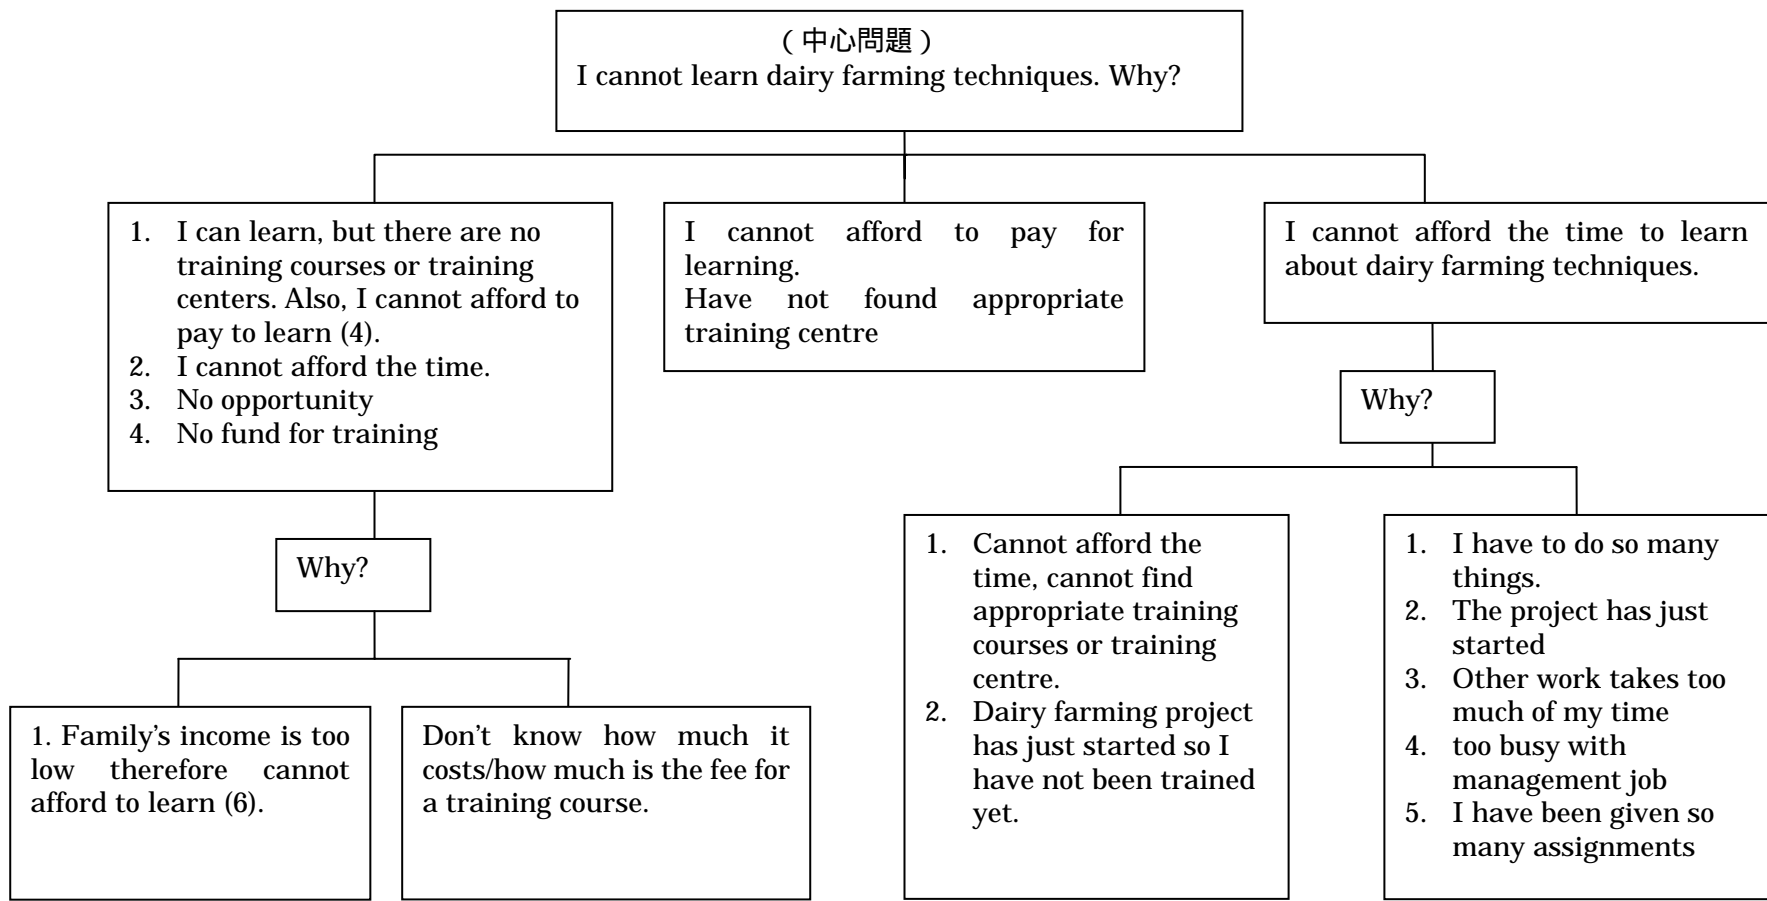 （中心問題）
I cannot learn dairy farming techniques. Why?
1. I can learn, but there are no
training courses or training
centers. Also, I cannot afford to
pay to learn (4).
2. I cannot afford the time.
3. No opportunity
4. No fund for training
I cannot afford to pay for
learning.
Have not found appropriate
training centre
I cannot afford the time to learn
about dairy farming techniques.
Why?
Why?
1. Family’s income is too
low therefore cannot
afford to learn (6).
Don’t know how much it
costs/how much is the fee for
a training course.
1. Cannot afford the
time, cannot find
appropriate training
courses or training
centre.
2. Dairy farming project
has just started so I
have not been trained
yet.
1. I have to do so many
things.
2. The project has just
started
3. Other work takes too
much of my time
4. too busy with
management job
5. I have been given so
many assignments